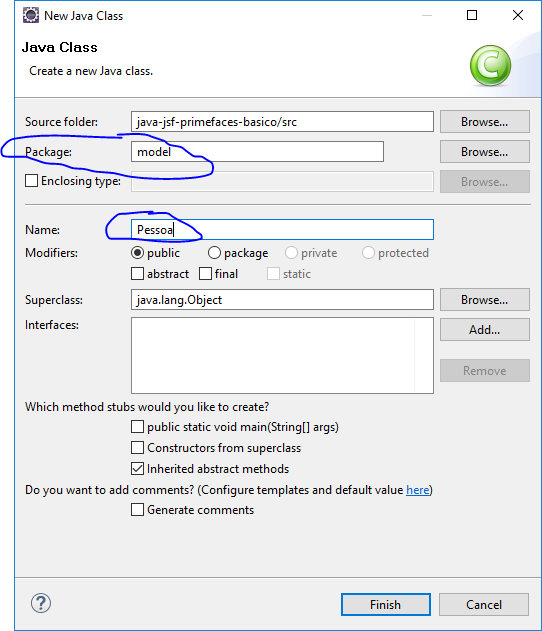 New Java Class
Java Class
Create a new Java class.
C
Source folder: java-jsf-primefaces-basico/src Browse...
Package: model Browse...
Enclosing type: Browse...
Name: Pessoa
Modifiers: public package private protected
abstract final static
Superclass: java.lang.Object Browse...
Interfaces: Add...
Remove
Which method stubs would you like to create?
public static void main(String[] args)
Constructors from superclass
Inherited abstract methods
Do you want to add comments? (Configure templates and default value here)
Generate comments
? Finish Cancel